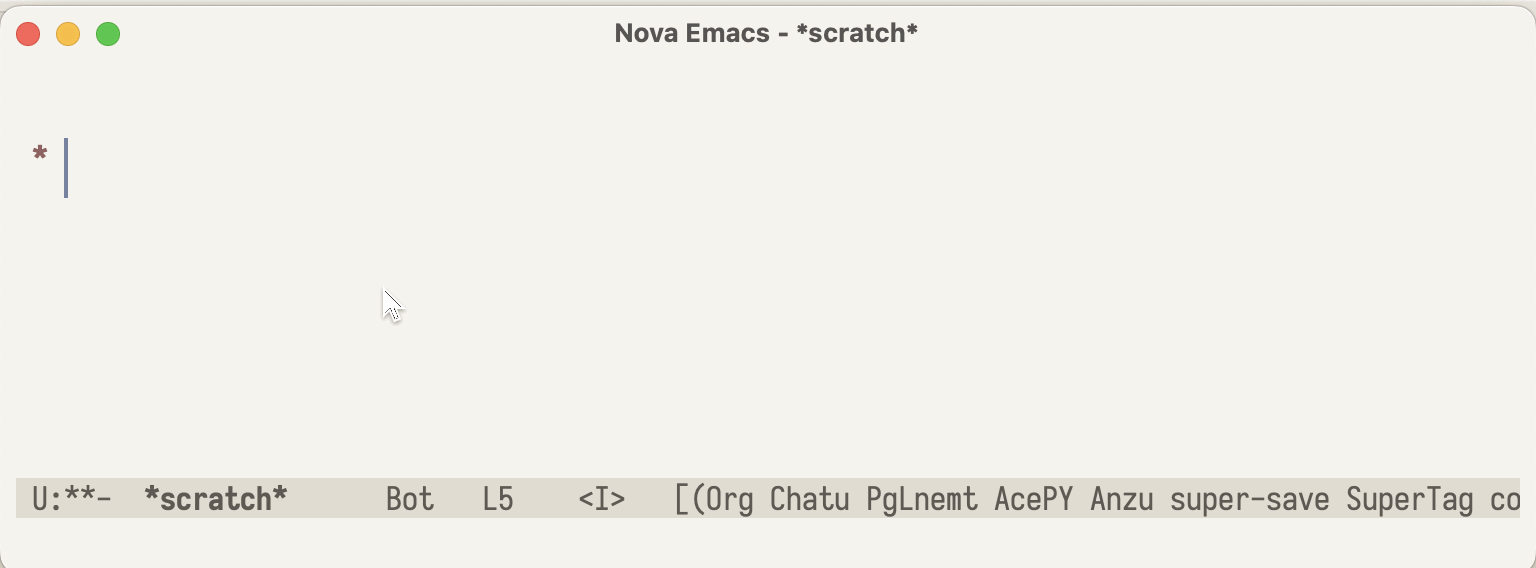 Nova Emacs - *scratch*
*
U:**- *scratch* Bot L5 <I> [(Org Chatu PgLnemt AcePY Anzu super-save SuperTag co